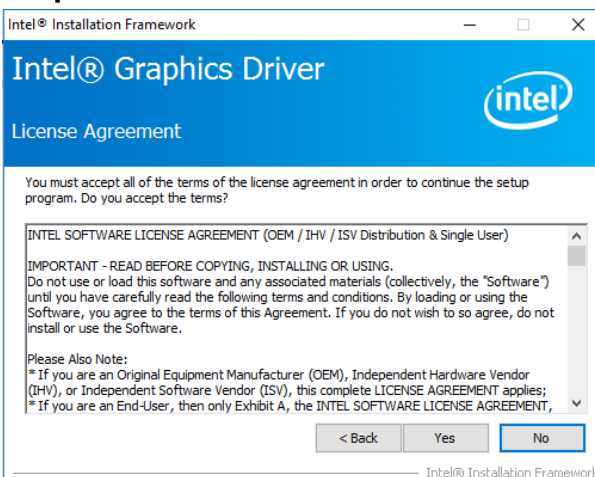 Intel® Installation Framework
Intel® Graphics Driver
intel
License Agreement
You must accept all of the terms of the license agreement in order to continue the setup
program. Do you accept the terms?
INTEL SOFTWARE LICENSE AGREEMENT (OEM / IHV / ISV Distribution & Single User)
IMPORTANT - READ BEFORE COPYING, INSTALLING OR USING.
Do not use or load this software and any associated materials (collectively, the "Software")
until you have carefully read the following terms and conditions. By loading or using the
Software, you agree to the terms of this Agreement. If you do not wish to so agree, do not
install or use the Software.
Please Also Note:
* If you are an Original Equipment Manufacturer (OEM), Independent Hardware Vendor
(IHV), or Independent Software Vendor (ISV), this complete LICENSE AGREEMENT applies;
* If you are an End-User, then only Exhibit A, the INTEL SOFTWARE LICENSE AGREEMENT,
< Back Yes No
Intel® Installation Framework